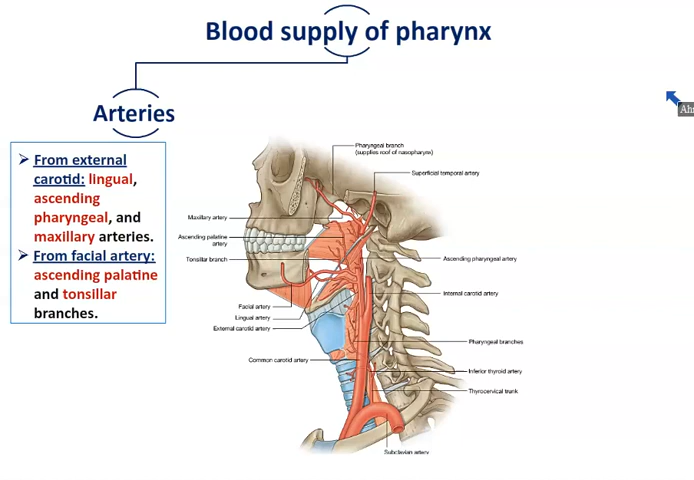 Blood supply of pharynx
Arteries
➢ From external
carotid: lingual,
ascending
pharyngeal, and
maxillary arteries.
➢ From facial artery:
ascending palatine
and tonsillar
branches.
Pharyngeal branch
(supplies roof of nasopharynx)
Superficial temporal artery
Maxillary artery
Ascending palatine
artery
Tonsillar branch
Ascending pharyngeal artery
Internal carotid artery
Facial artery
Lingual artery
External carotid artery
Pharyngeal branches
Common carotid artery
Inferior thyroid artery
Thyrocervical trunk
Subclavian artery